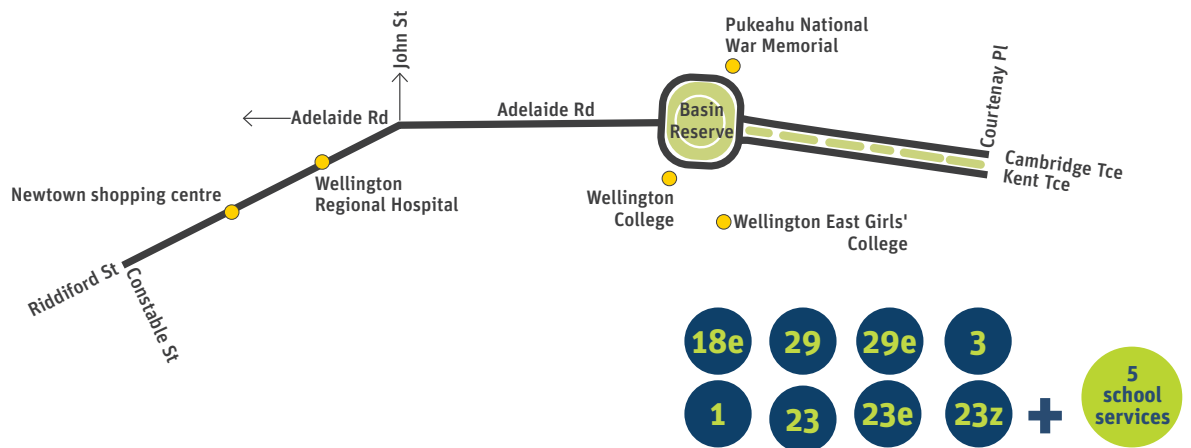 Pukeahu National
War Memorial
John St
Courtenay Pl
Adelaide Rd
Adelaide Rd
Basin
Reserve
Cambridge Tce
Kent Tce
Newtown shopping centre
Wellington
Regional Hospital
Wellington
College
Wellington East Girls'
College
Riddiford St
Constable St
18e
29
29e
3
1
23
23e
23z
+
5
school
services